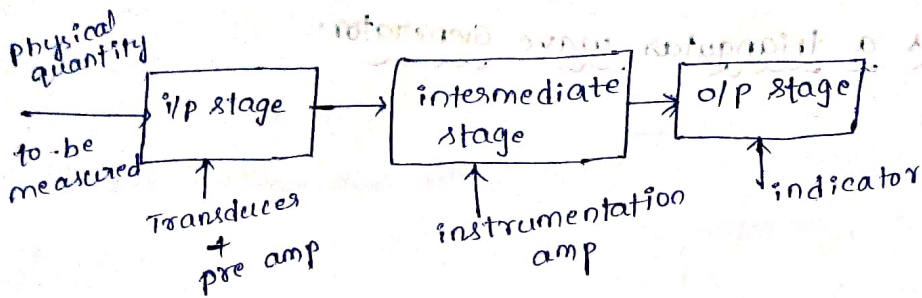 physical
quantity
to be
measured
i/p stage
Transducer
+
pre amp
intermediate
stage
instrumentation
amp
o/p stage
indicator